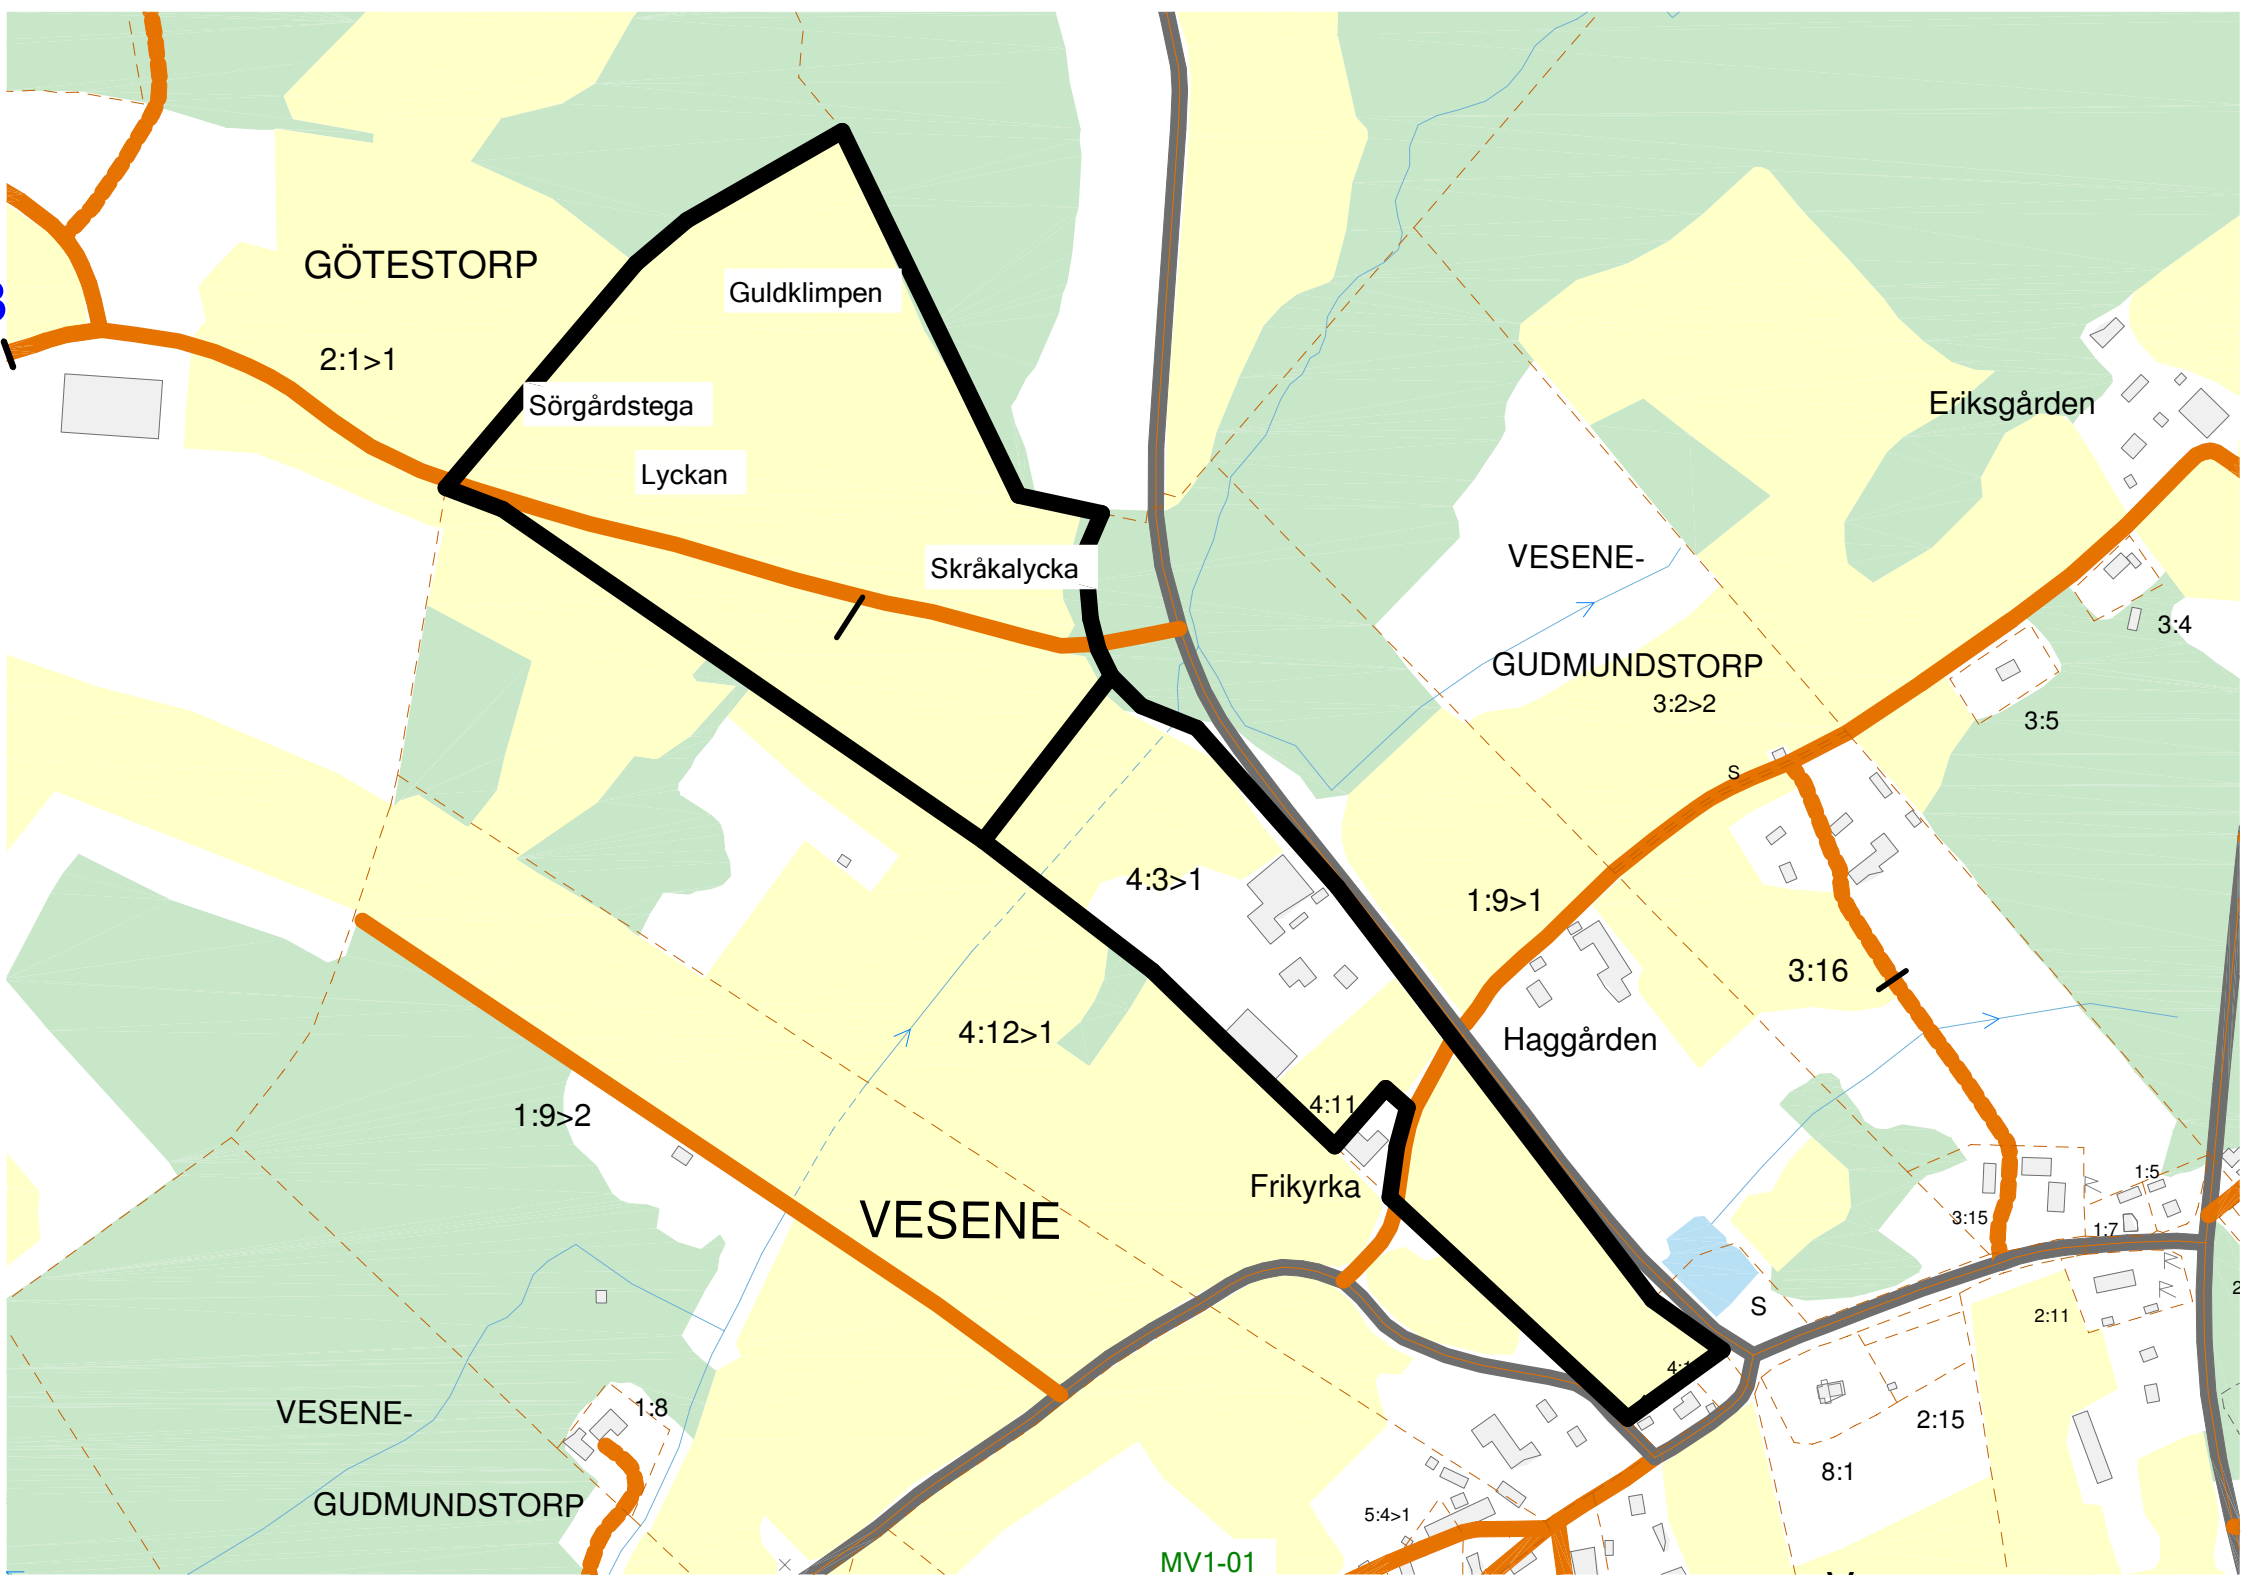 GÖTESTORP
Guldklimpen
2:1>1
Sörgårdstega
Eriksgården
Lyckan
VESENE-
Skråkalycka
3:4
GUDMUNDSTORP
3:2>2
3:5
S
4:3>1
1:9>1
3:16
4:12>1
Haggården
4:11
1:9>2
1:5
Frikyrka
VESENE
3:15
1:7
S
2:11
VESENE-
1:8
2:15
8:1
GUDMUNDSTORP
5:4>1
MV1-01